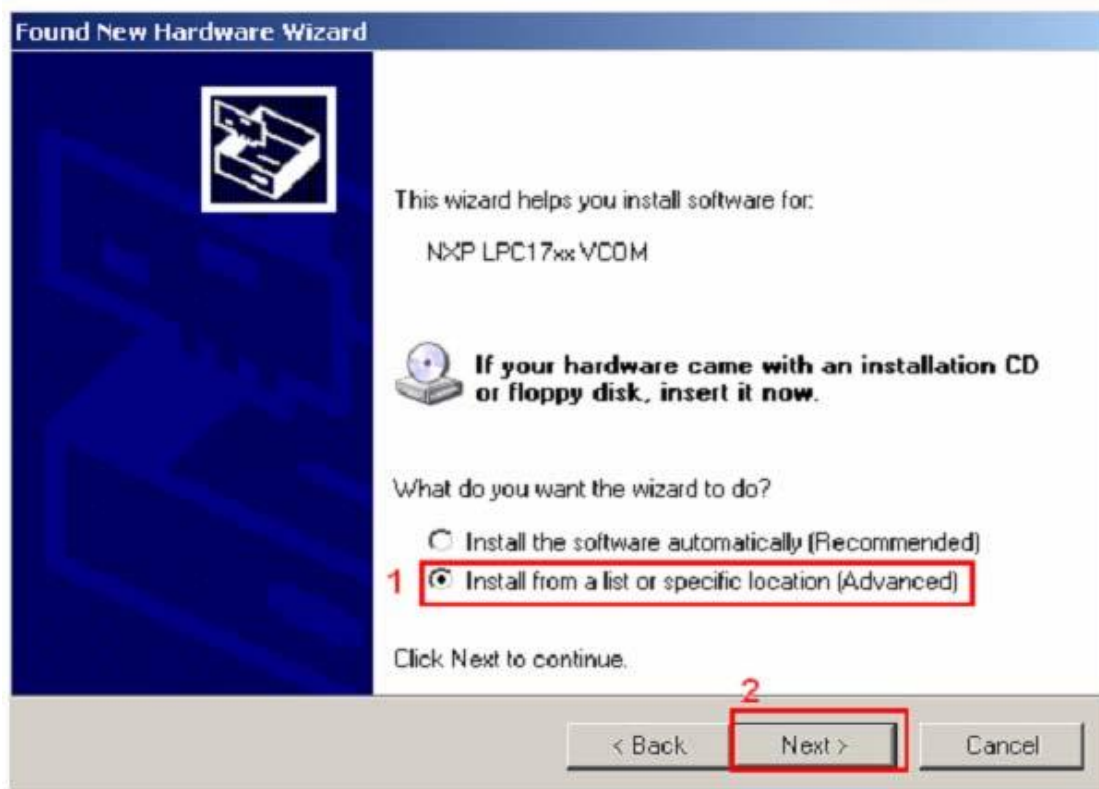 Found New Hardware Wizard
This wizard helps you install software for:
NXP LPC17xx VCOM
If your hardware came with an installation CD
or floppy disk, insert it now.
What do you want the wizard to do?
Install the software automatically (Recommended)
1 Install from a list or specific location (Advanced)
Click Next to continue.
2
< Back Next > Cancel